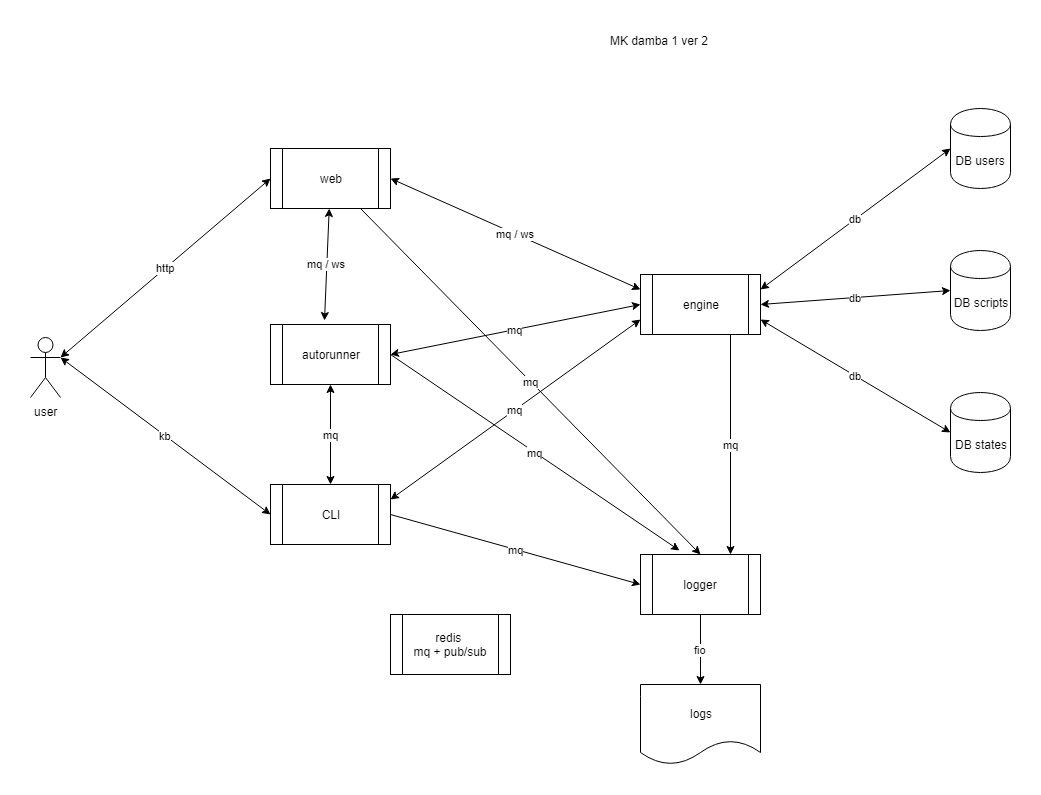 MK damba 1 ver 2
DB users
web
db
mq / ws
mq / ws
http
DB scripts
engine
db
mq
autorunner
user
db
mq
mq
kb
mq
mq
mq
DB states
CLI
mq
logger
redis
mq + pub/sub
fio
logs